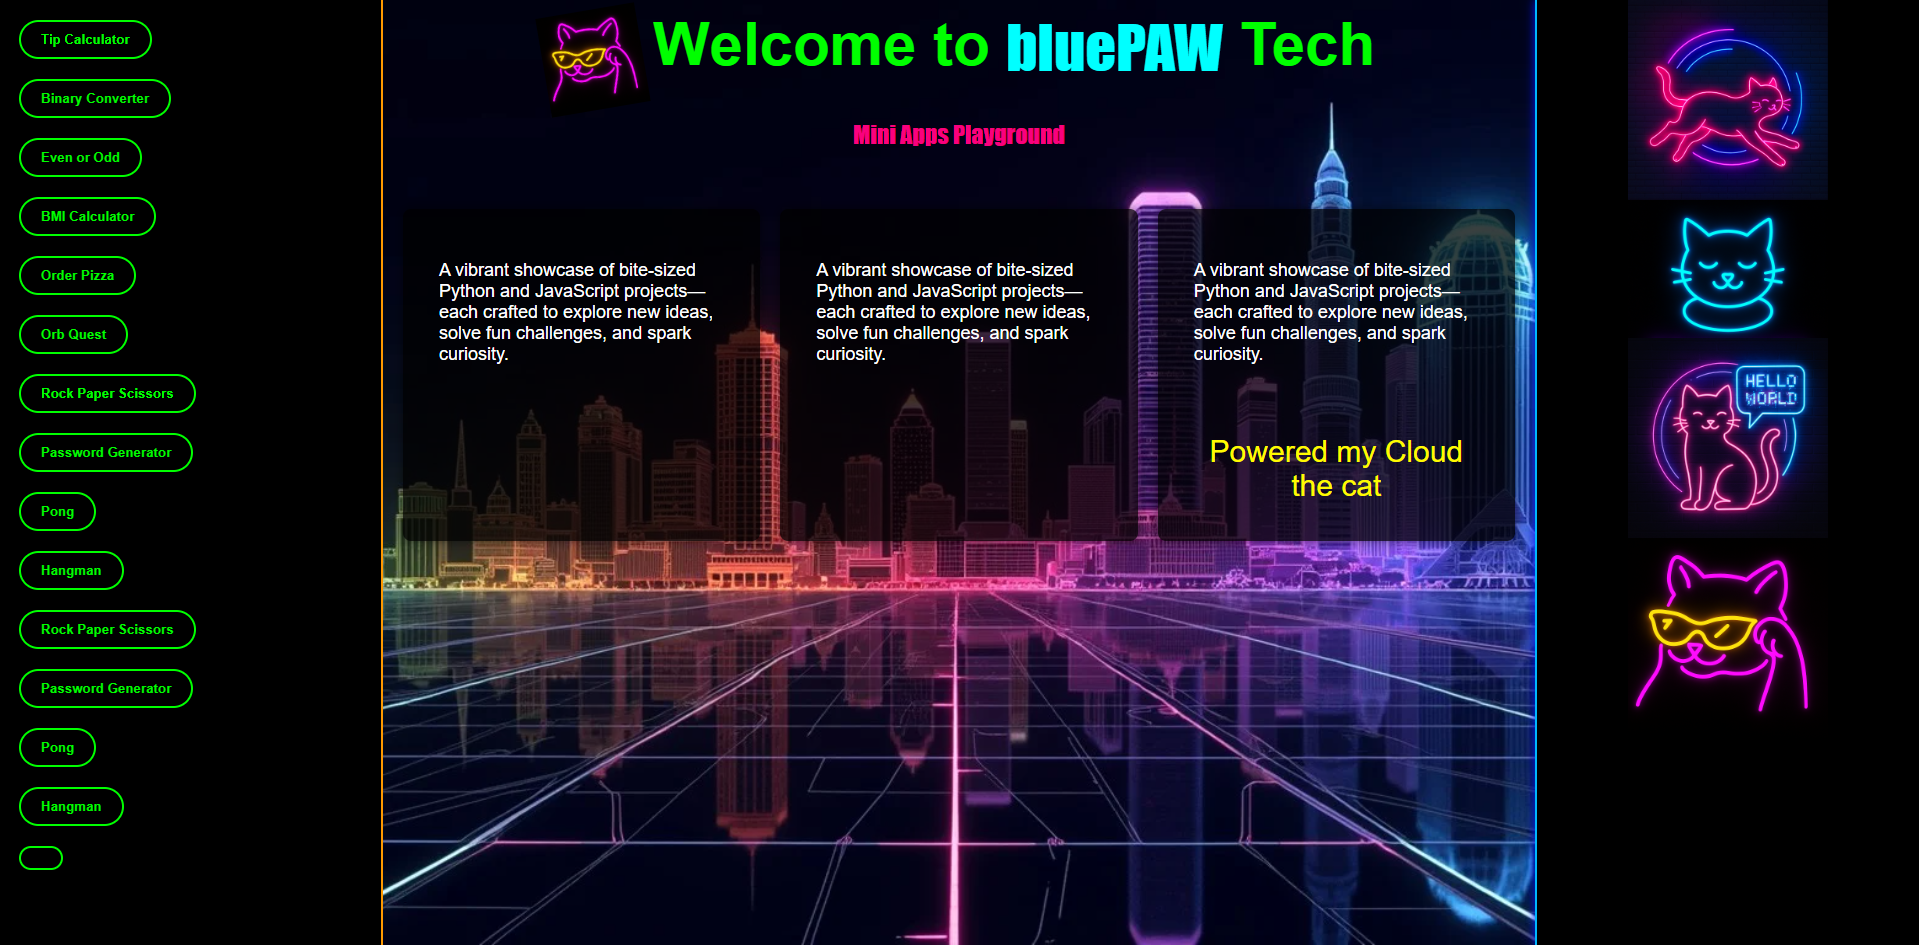 Tip Calculator
Binary Converter
Even or Odd
BMI Calculator
Order Pizza
Orb Quest
Rock Paper Scissors
Password Generator
Pong
Hangman
Rock Paper Scissors
Password Generator
Pong
Hangman
Welcome to bluePAW Tech
Mini Apps Playground
A vibrant showcase of bite-sized
Python and JavaScript projects—
each crafted to explore new ideas,
solve fun challenges, and spark
curiosity.
A vibrant showcase of bite-sized
Python and JavaScript projects—
each crafted to explore new ideas,
solve fun challenges, and spark
curiosity.
A vibrant showcase of bite-sized
Python and JavaScript projects—
each crafted to explore new ideas,
solve fun challenges, and spark
curiosity.
Powered my Cloud
the cat
HELLO
WORLD